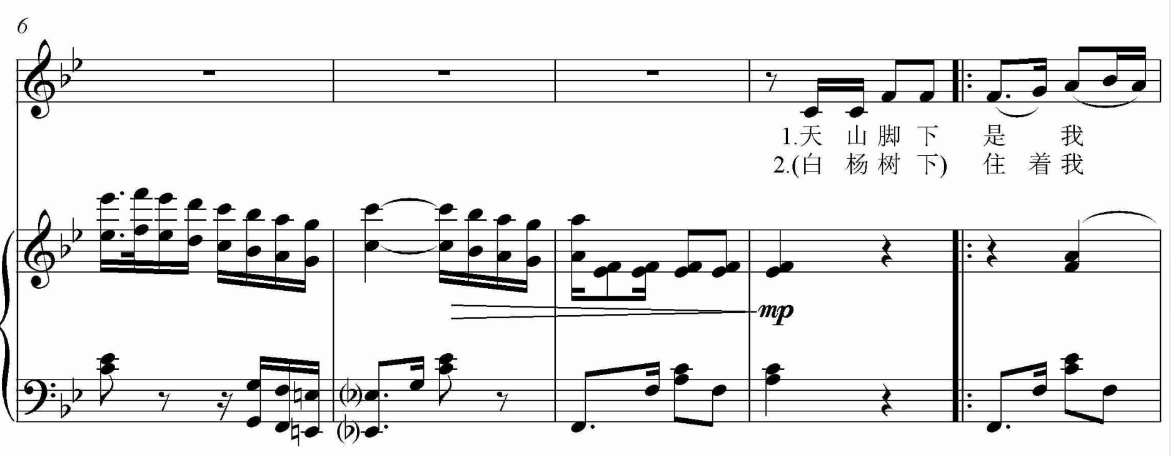 6
1.天 山 脚 下 是 我
2.(白 杨 树 下) 住 着 我
mp